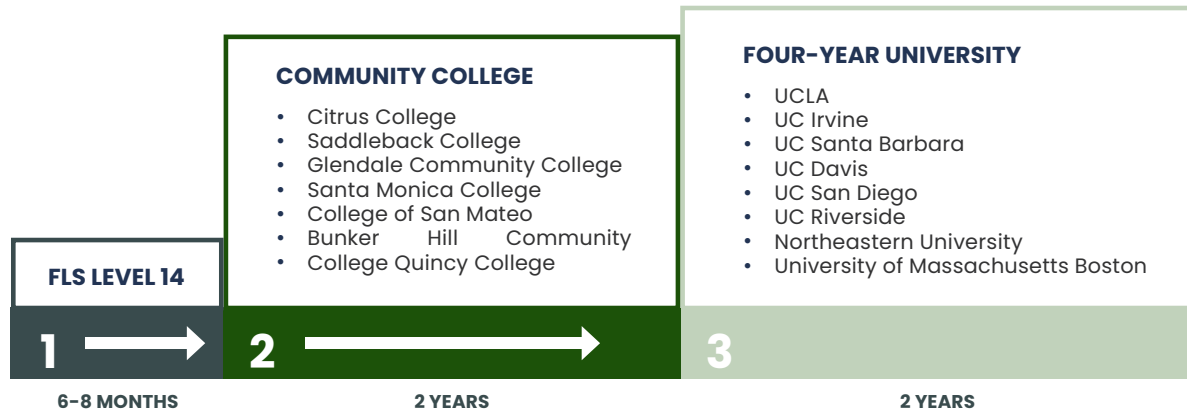 FLS LEVEL 14
1
6-8 MONTHS
COMMUNITY COLLEGE
• Citrus College
• Saddleback College
• Glendale Community College
• Santa Monica College
• College of San Mateo
• Bunker Hill Community
• College Quincy College
2
2 YEARS
FOUR-YEAR UNIVERSITY
• UCLA
• UC Irvine
• UC Santa Barbara
• UC Davis
• UC San Diego
• UC Riverside
• Northeastern University
• University of Massachusetts Boston
3
2 YEARS